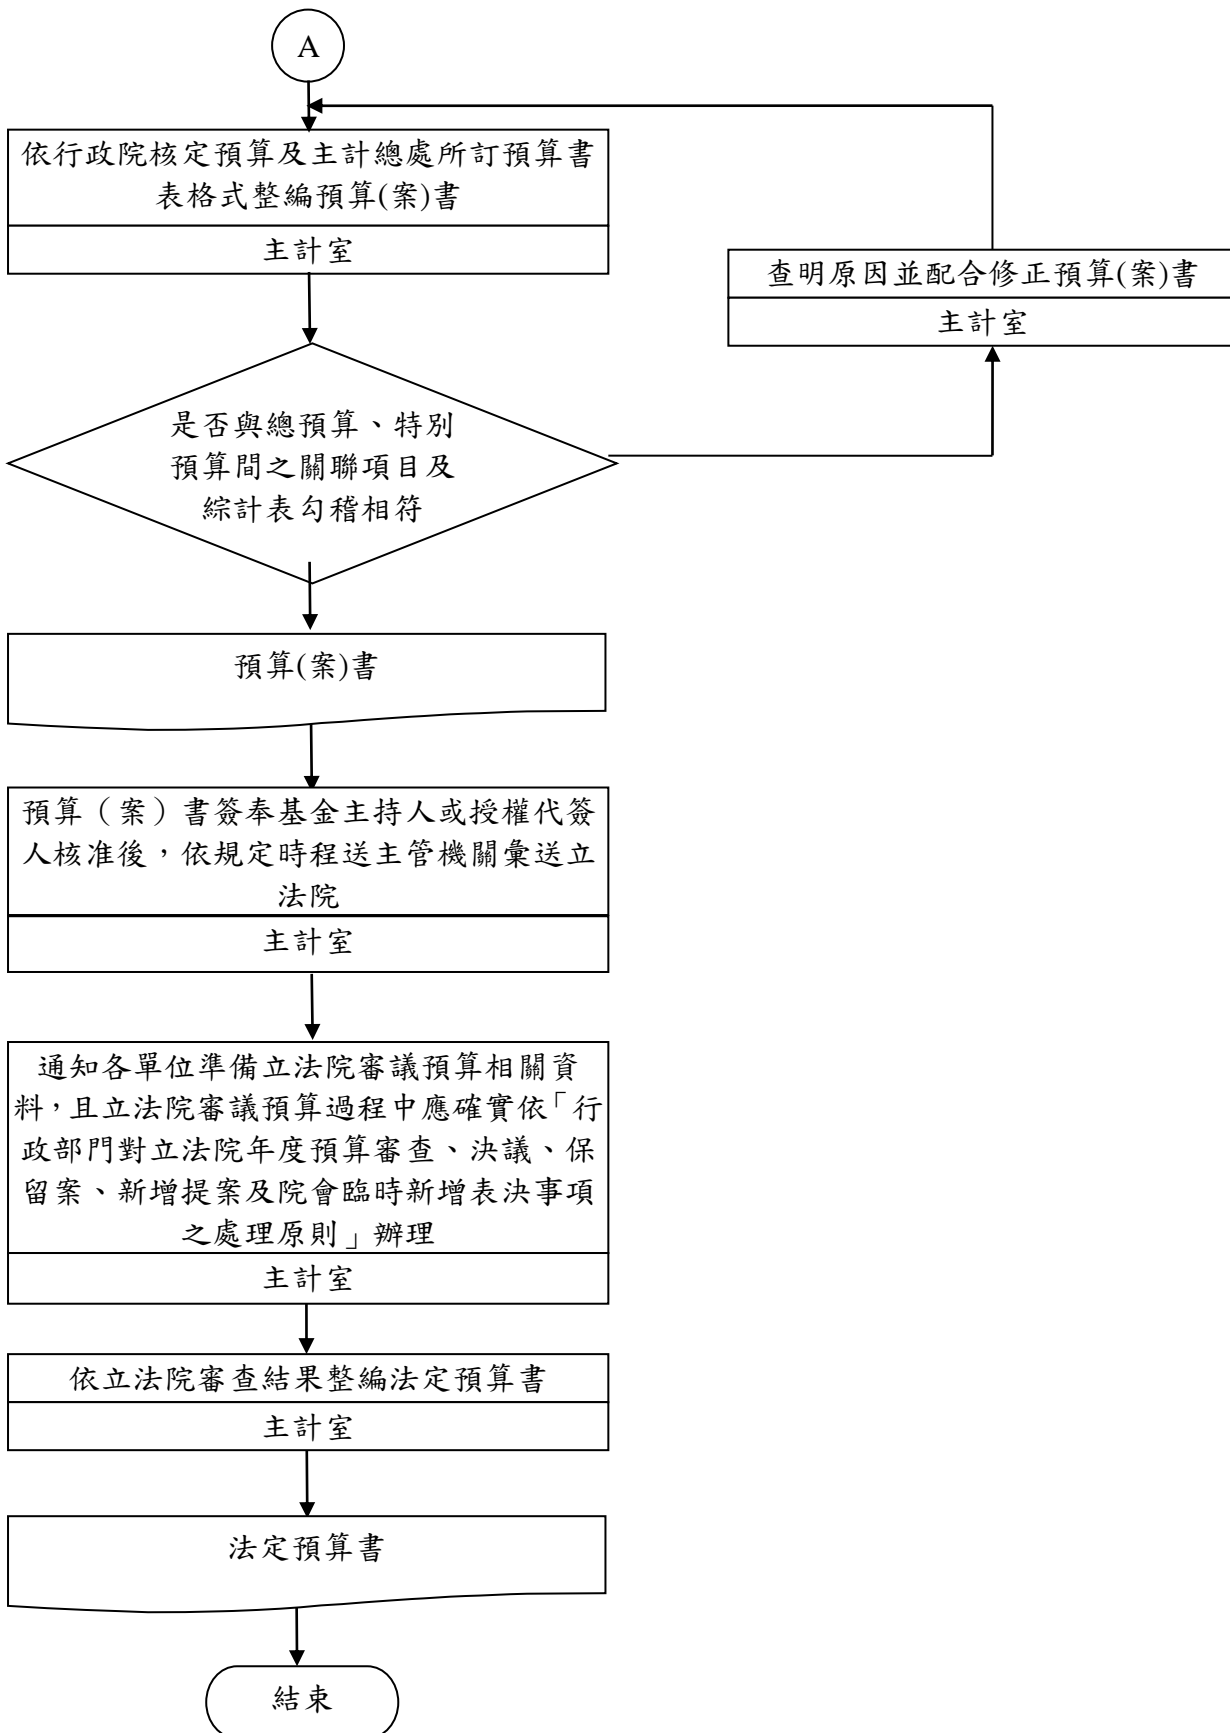 A
依行政院核定預算及主計總處所訂預算書
表格式整編預算(案)書
主計室
查明原因並配合修正預算(案)書
主計室
是否與總預算、特別
預算間之關聯項目及
綜計表勾稽相符
預算(案)書
預算（案）書簽奉基金主持人或授權代簽
人核准後，依規定時程送主管機關彙送立
法院
主計室
通知各單位準備立法院審議預算相關資
料，且立法院審議預算過程中應確實依「行
政部門對立法院年度預算審查、決議、保
留案、新增提案及院會臨時新增表決事項
之處理原則」辦理
主計室
依立法院審查結果整編法定預算書
主計室
法定預算書
結束